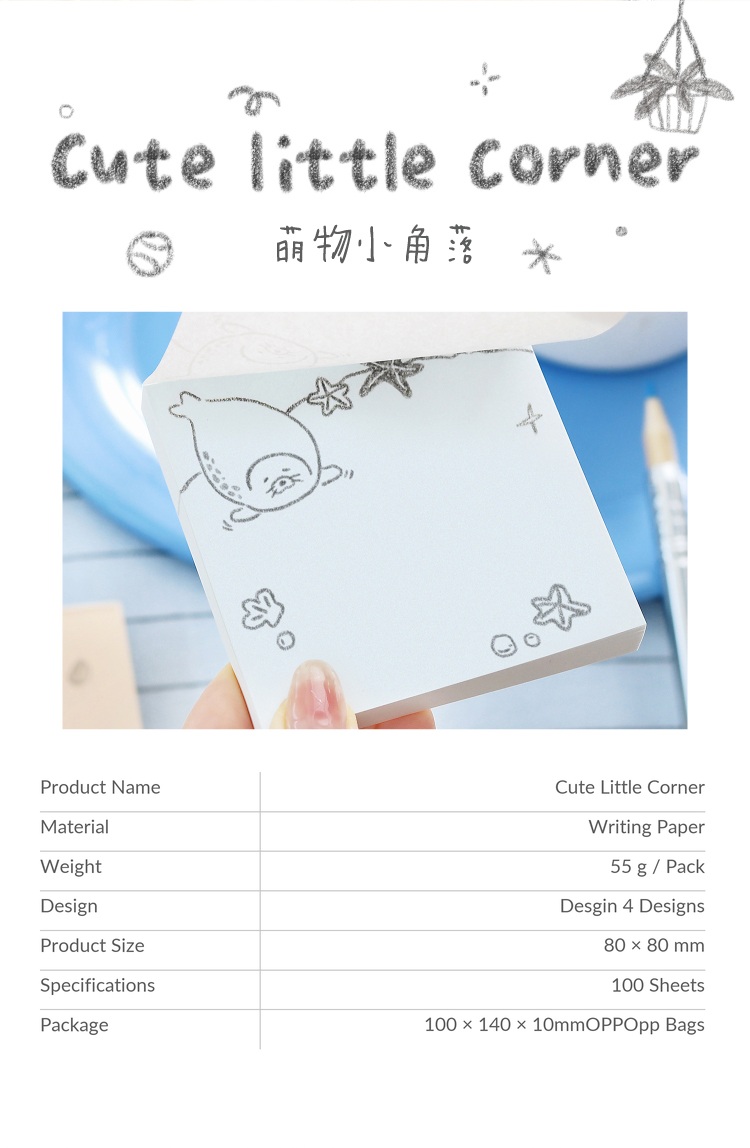 Cute little corner
萌物小角落
Product Name Cute Little Corner
Material Writing Paper
Weight 55 g / Pack
Design Desgin 4 Designs
Product Size 80 × 80 mm
Specifications 100 Sheets
Package 100 × 140 × 10mmOPPOpp Bags